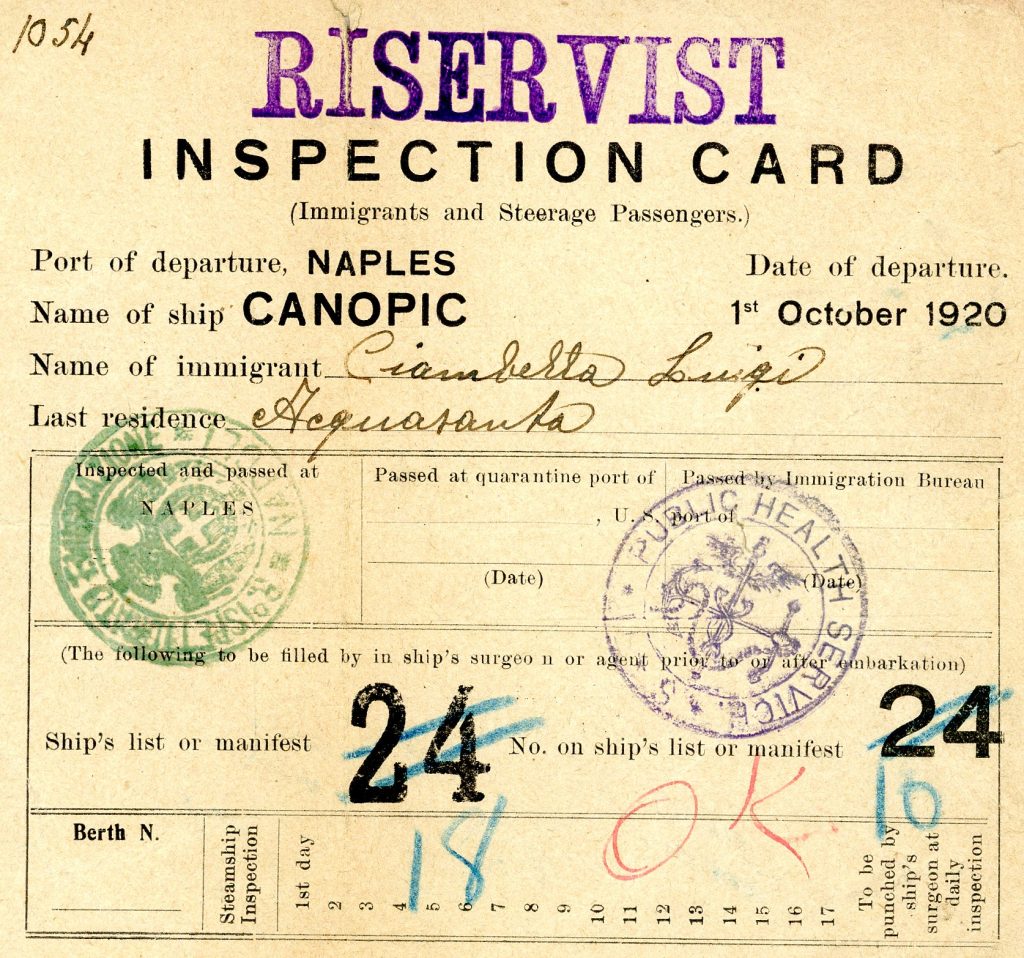 1054
RISERVIST
INSPECTION CARD
(Immigrants and Steerage Passengers.)
Port of departure, NAPLES
Date of departure.
Name of ship CANOPIC
1st October 1920
Name of immigrant Ciambella Luigi
Last residence Acquasanta
Inspected and passed at
NAPLES
Passed at quarantine port of
, U. S.
(Date)
Passed by Immigration Bureau
port of
(Date)
EMIGRAZIONE * NAPOLI *
U.S. * PUBLIC HEALTH SERVICE. *
(The following to be filled by in ship's surgeo n or agent prior to or after embarkation)
Ship's list or manifest 24
No. on ship's list or manifest 24
18
OK.
16
Berth N.
Steamship Inspection
1st day 2 3 4 5 6 7 8 9 10 11 12 13 14 15 16 17
To be punched by ship's surgeon at daily inspection